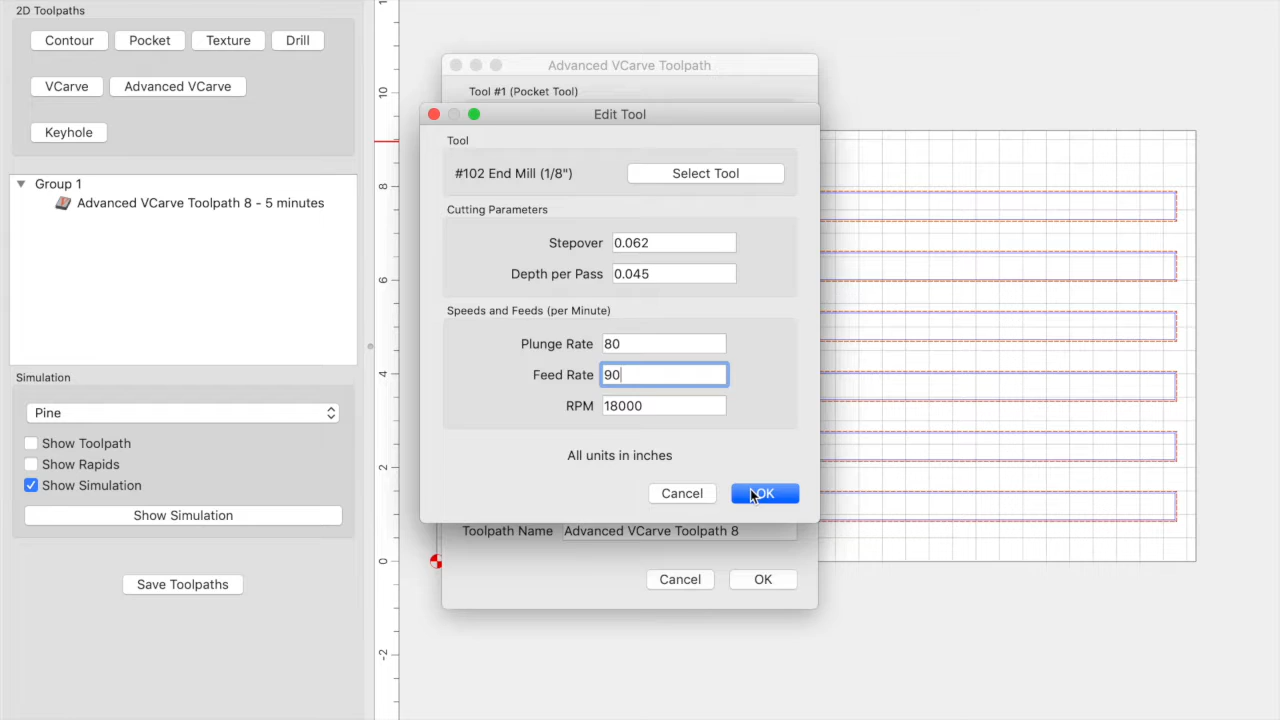 2D Toolpaths
Contour
Pocket
Texture
Drill
VCarve
Advanced VCarve
Keyhole
Group 1
Advanced VCarve Toolpath 8 - 5 minutes
Simulation
Pine
Show Toolpath
Show Rapids
Show Simulation
Show Simulation
Save Toolpaths
10
8
6
4
2
0
-2
Advanced VCarve Toolpath
Tool #1 (Pocket Tool)
Edit Tool
Tool
#102 End Mill (1/8")
Select Tool
Cutting Parameters
Stepover 0.062
Depth per Pass 0.045
Speeds and Feeds (per Minute)
Plunge Rate 80
Feed Rate 90
RPM 18000
All units in inches
Cancel
OK
Toolpath Name Advanced VCarve Toolpath 8
Cancel
OK